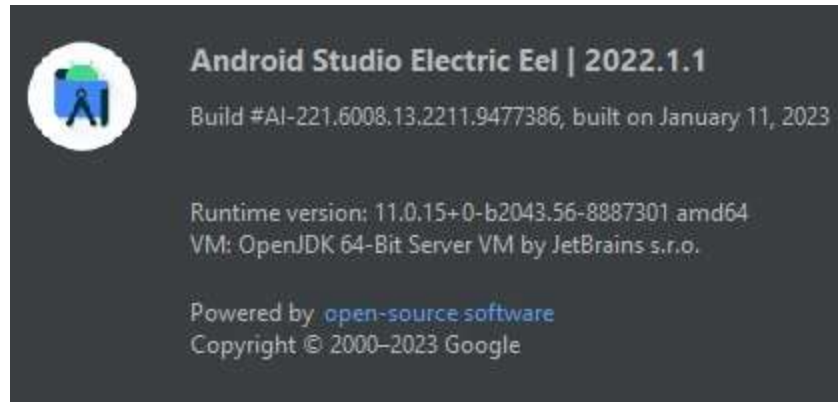 Android Studio Electric Eel | 2022.1.1
Build #AI-221.6008.13.2211.9477386, built on January 11, 2023
Runtime version: 11.0.15+0-b2043.56-8887301 amd64
VM: OpenJDK 64-Bit Server VM by JetBrains s.r.o.
Powered by open-source software
Copyright © 2000–2023 Google